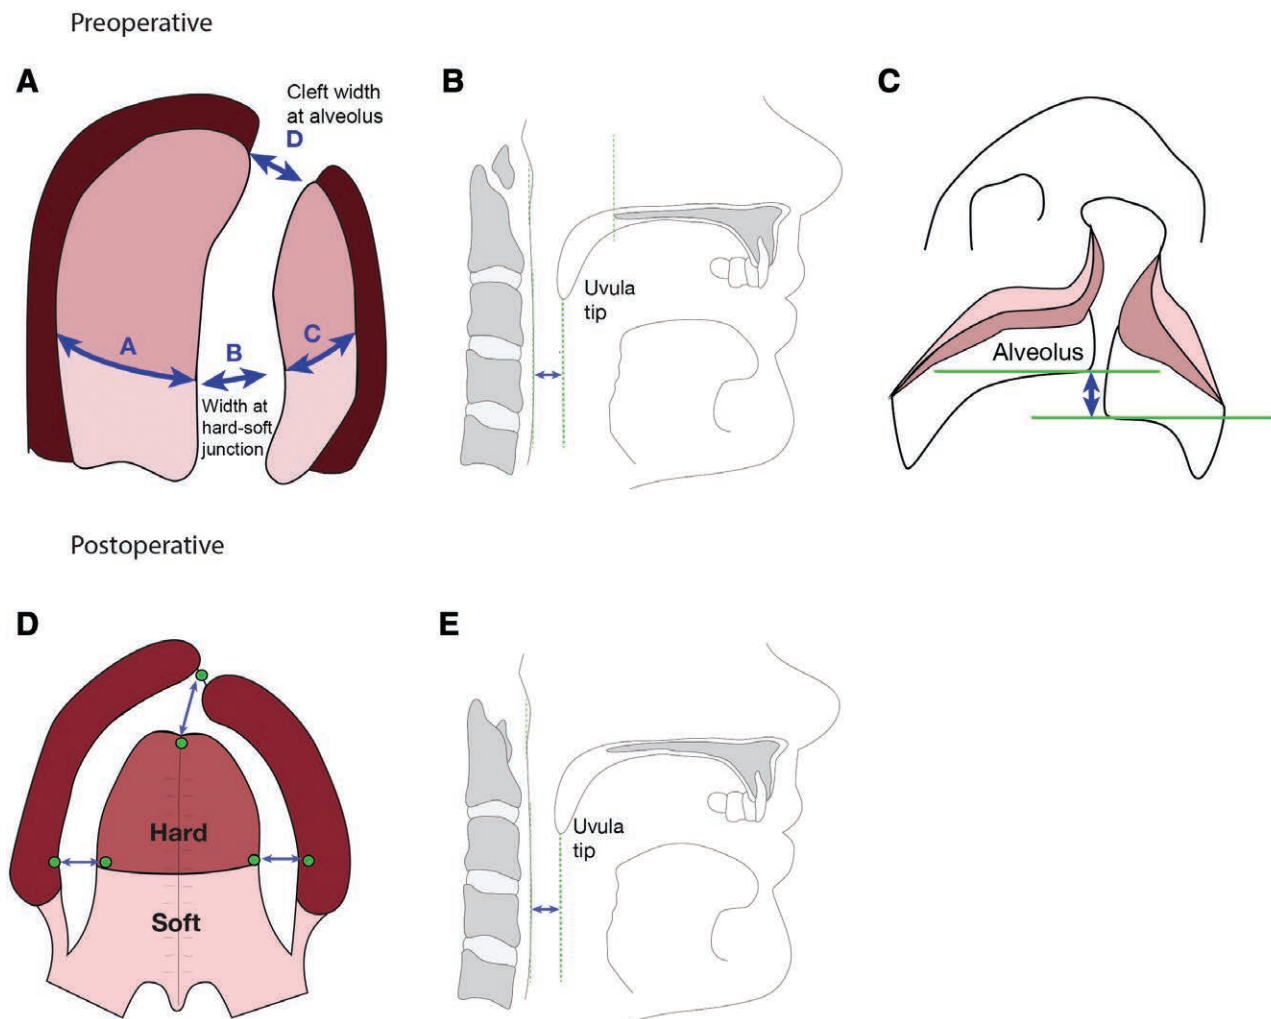 Preoperative
A
Cleft width
at alveolus
D
A
B
C
Width at
hard-soft
junction
B
Uvula
tip
C
Alveolus
Postoperative
D
Hard
Soft
E
Uvula
tip